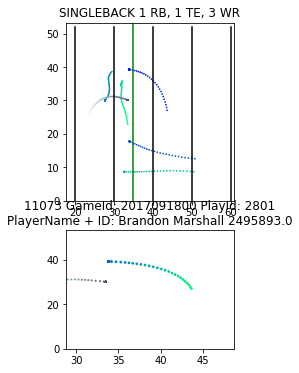 SINGLEBACK 1 RB, 1 TE, 3 WR
50
40
30
20
10
0
20 30 40 50 60
11073 GameId: 2017091800 PlayId: 2801
PlayerName + ID: Brandon Marshall 2495893.0
40
20
0
30 35 40 45